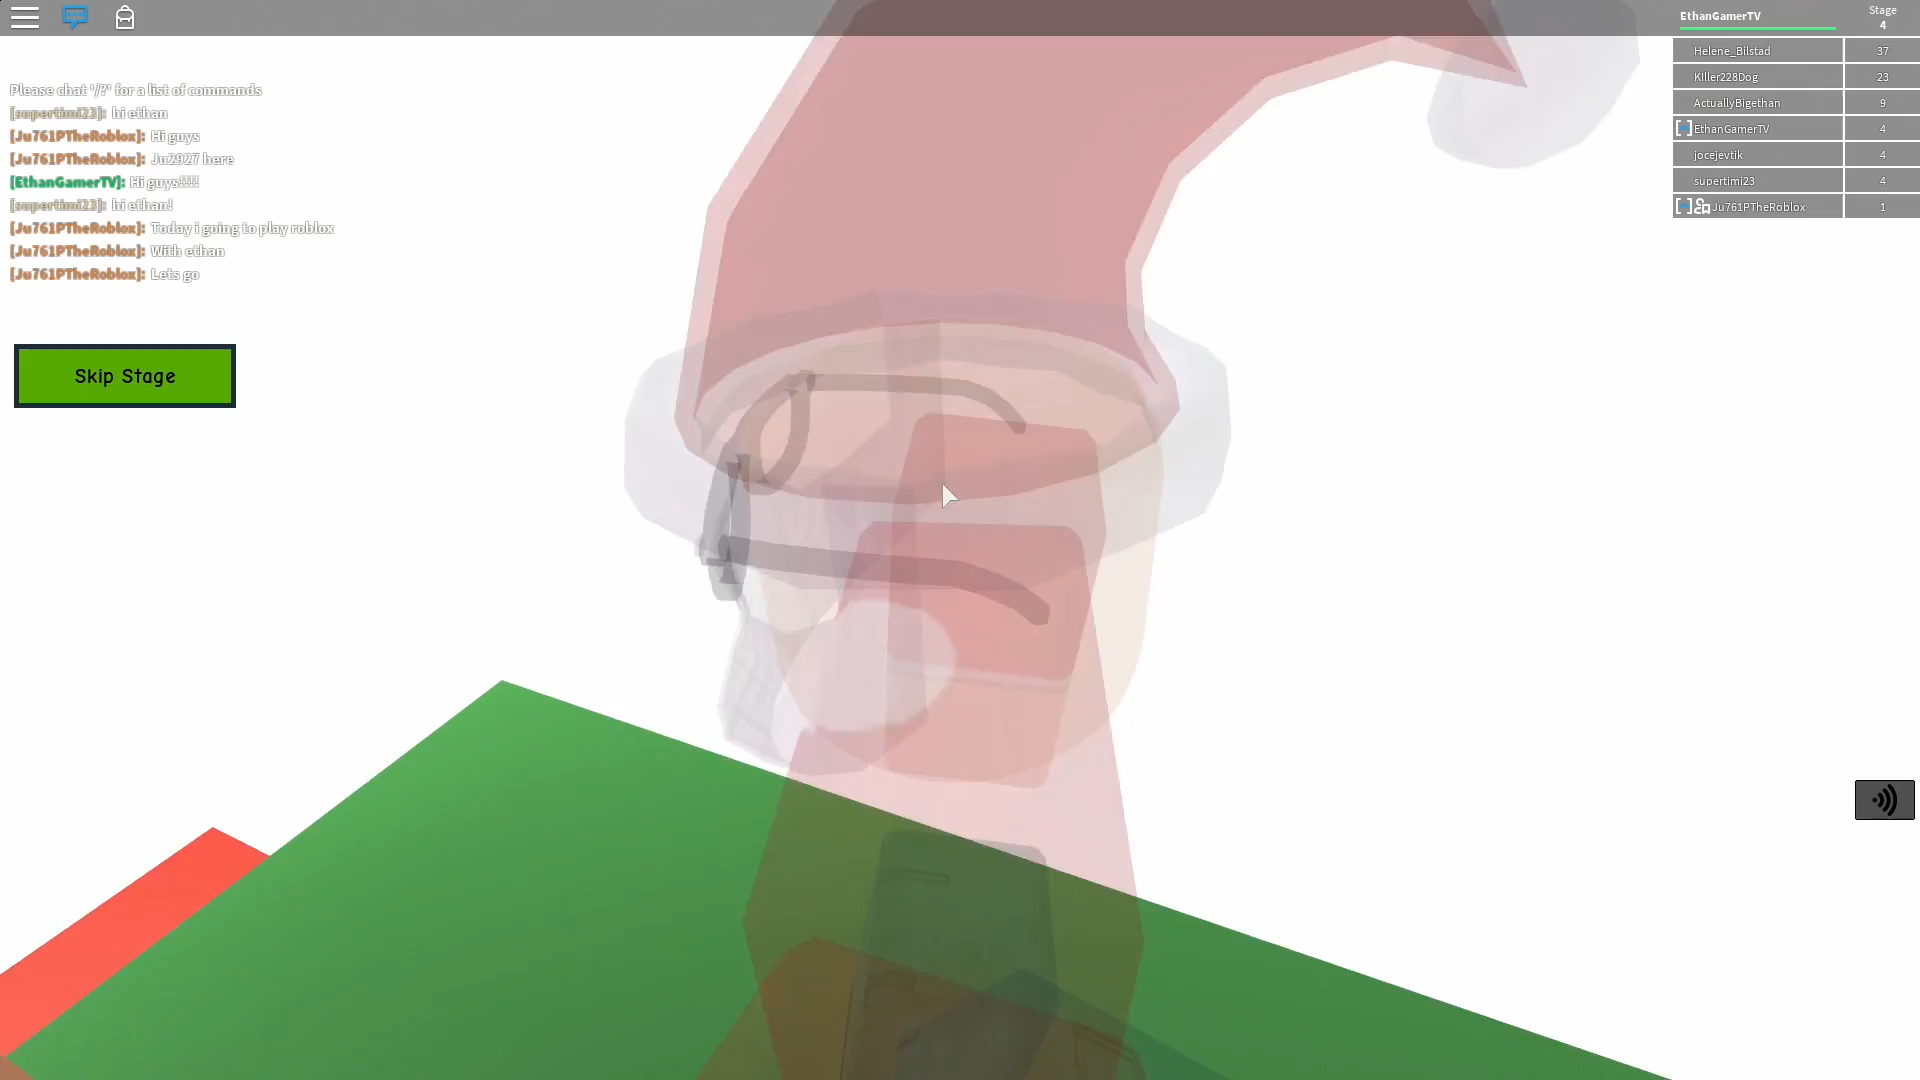 EthanGamerTV
Stage
4
Helene_Bilstad 37
KIller228Dog 23
ActuallyBigethan 9
EthanGamerTV 4
jocejevtik 4
supertimi23 4
Ju761PTheRoblox 1
Please chat '/?' for a list of commands
[supertimi23]: hi ethan
[Ju761PTheRoblox]: Hi guys
[Ju761PTheRoblox]: Ju2927 here
[EthanGamerTV]: Hi guys!!!!
[supertimi23]: hi ethan!
[Ju761PTheRoblox]: Today i going to play roblox
[Ju761PTheRoblox]: With ethan
[Ju761PTheRoblox]: Lets go
Skip Stage